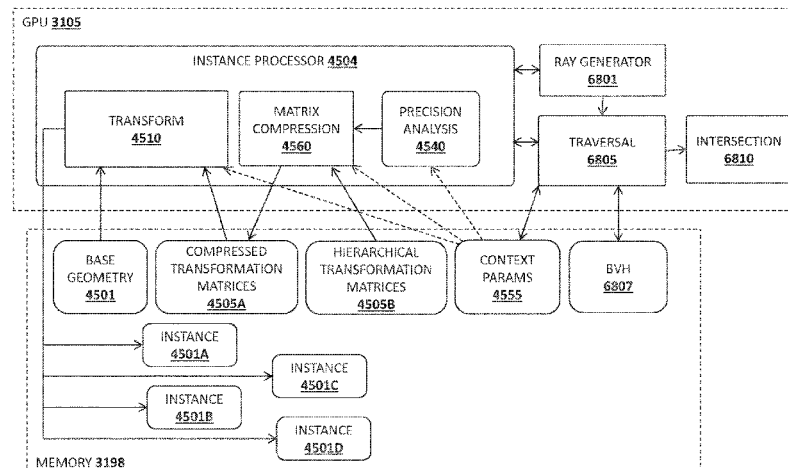 GPU 3105
INSTANCE PROCESSOR 4504
RAY GENERATOR
6801
TRANSFORM
4510
MATRIX
COMPRESSION
4560
PRECISION
ANALYSIS
4540
TRAVERSAL
6805
INTERSECTION
6810
BASE
GEOMETRY
4501
COMPRESSED
TRANSFORMATION
MATRICES
4505A
HIERARCHICAL
TRANSFORMATION
MATRICES
4505B
CONTEXT
PARAMS
4555
BVH
6807
INSTANCE
4501A
INSTANCE
4501C
INSTANCE
4501B
INSTANCE
4501D
MEMORY 3198